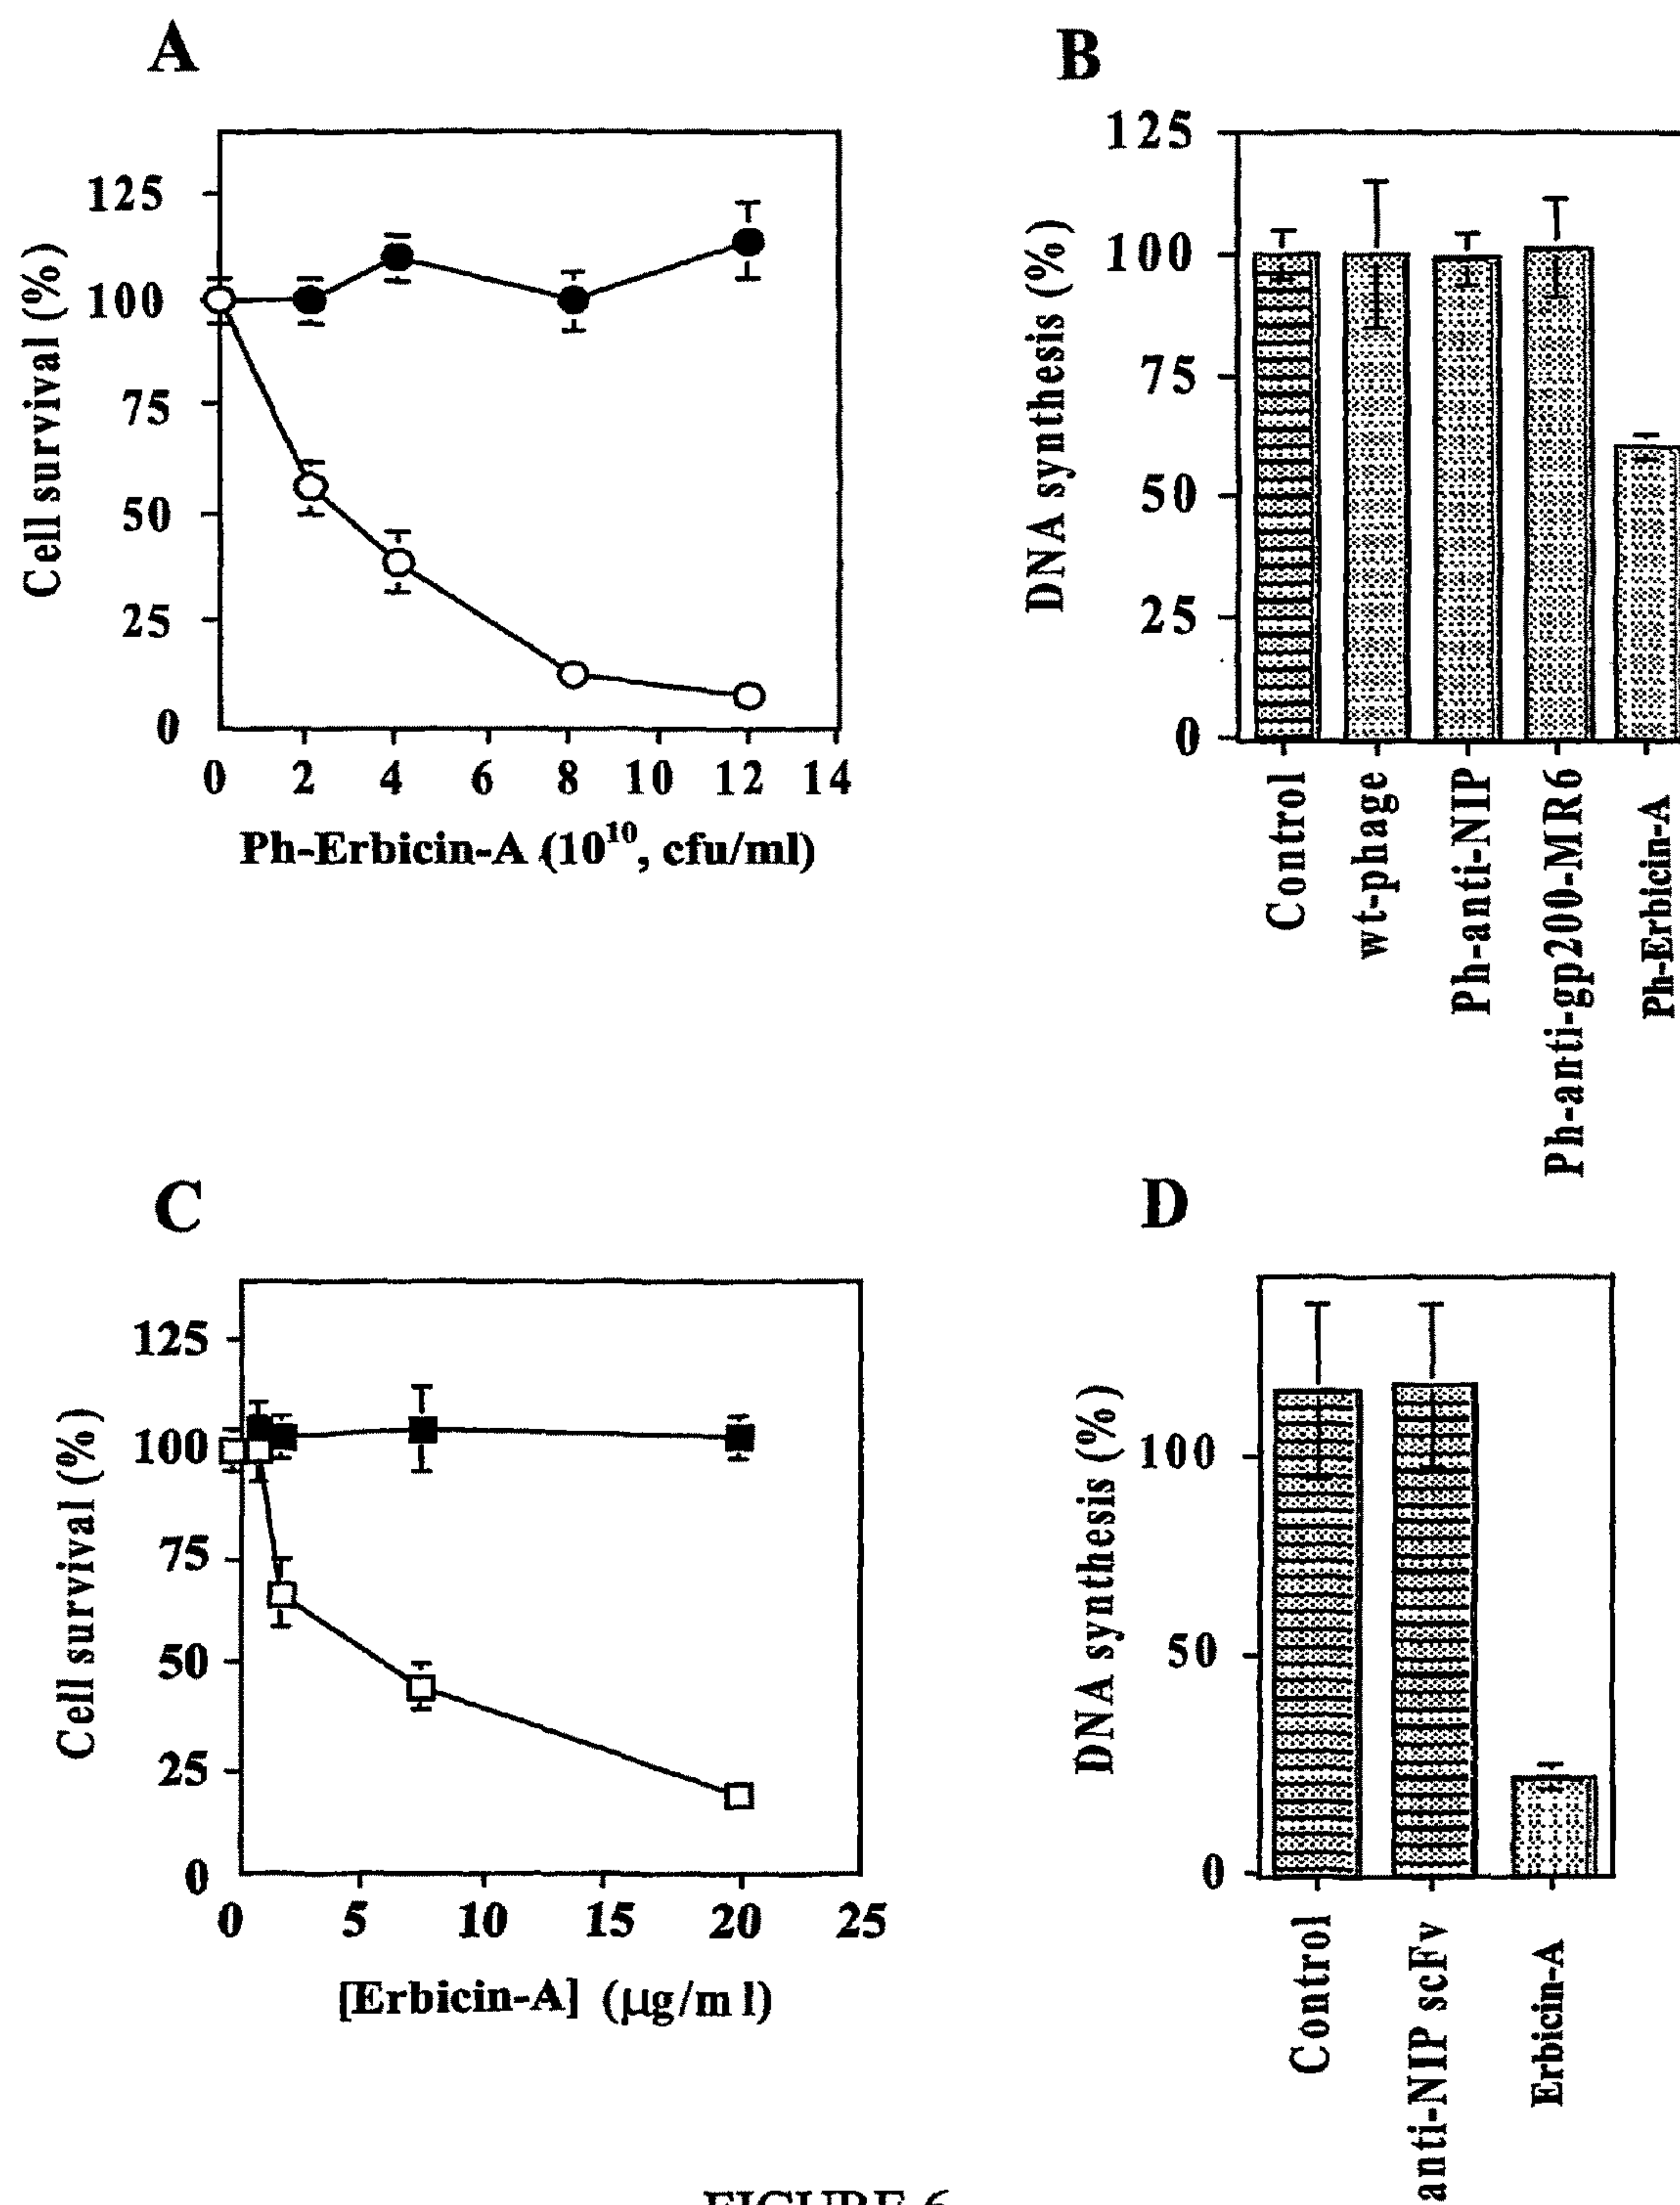 A
125
100
75
50
25
0
Cell survival (%)
0 2 4 6 8 10 12 14
Ph-Erbicin-A (10¹⁰, cfu/ml)
B
125
100
75
50
25
0
DNA synthesis (%)
Control
wt-phage
Ph-anti-NIP
Ph-anti-gp200-MR6
Ph-Erbicin-A
C
125
100
75
50
25
0
Cell survival (%)
0 5 10 15 20 25
[Erbicin-A] (µg/ml)
D
100
50
0
DNA synthesis (%)
Control
anti-NIP scFv
Erbicin-A
FIGURE 6